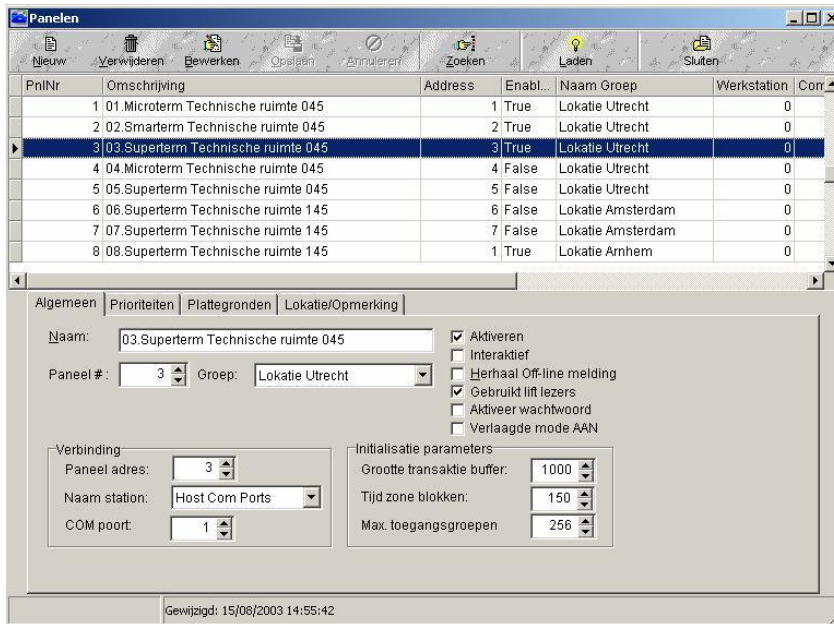 Panelen
Nieuw Verwijderen Bewerken Opslaan Annuleren Zoeken Laden Sluiten
PnlNr Omschrijving Address Enabl... Naam Groep Werkstation Com
1 01.Microterm Technische ruimte 045 1 True Lokatie Utrecht 0
2 02.Smarterm Technische ruimte 045 2 True Lokatie Utrecht 0
3 03.Superterm Technische ruimte 045 3 True Lokatie Utrecht 0
4 04.Microterm Technische ruimte 045 4 False Lokatie Utrecht 0
5 05.Superterm Technische ruimte 045 5 False Lokatie Utrecht 0
6 06.Superterm Technische ruimte 145 6 False Lokatie Amsterdam 0
7 07.Superterm Technische ruimte 145 7 False Lokatie Amsterdam 0
8 08.Superterm Technische ruimte 145 1 True Lokatie Arnhem 0
Algemeen Prioriteiten Plattegronden Lokatie/Opmerking
Naam: 03.Superterm Technische ruimte 045
Paneel #: 3 Groep: Lokatie Utrecht
Aktiveren
Interaktief
Herhaal Off-line melding
Gebruikt lift lezers
Aktiveer wachtwoord
Verlaagde mode AAN
Verbinding
Paneel adres: 3
Naam station: Host Com Ports
COM poort: 1
Initialisatie parameters
Grootte transaktie buffer: 1000
Tijd zone blokken: 150
Max. toegangsgroepen 256
Gewijzigd: 15/08/2003 14:55:42